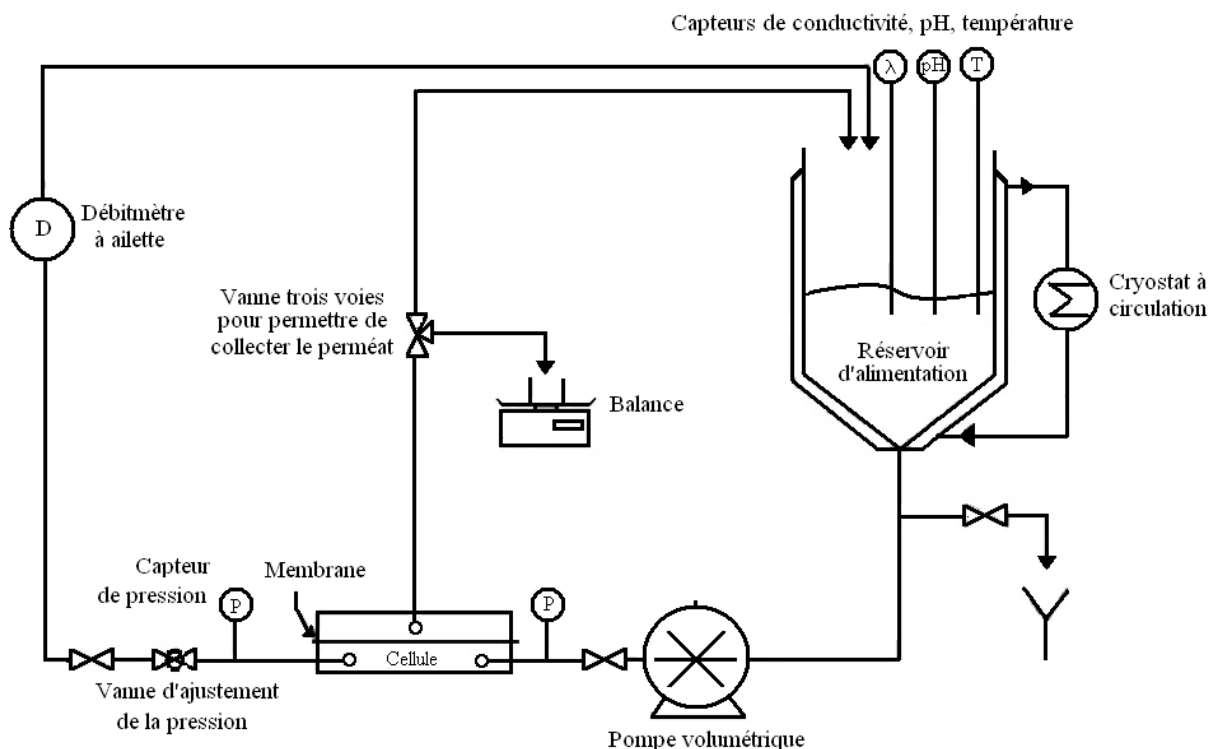 Capteurs de conductivité, pH, température
λ
pH
T
D
Débitmètre
à ailette
Vanne trois voies
pour permettre de
collecter le perméat
Cryostat à
circulation
Réservoir
d'alimentation
Balance
Capteur
de pression
Membrane
P
P
Cellule
Vanne d'ajustement
de la pression
Pompe volumétrique